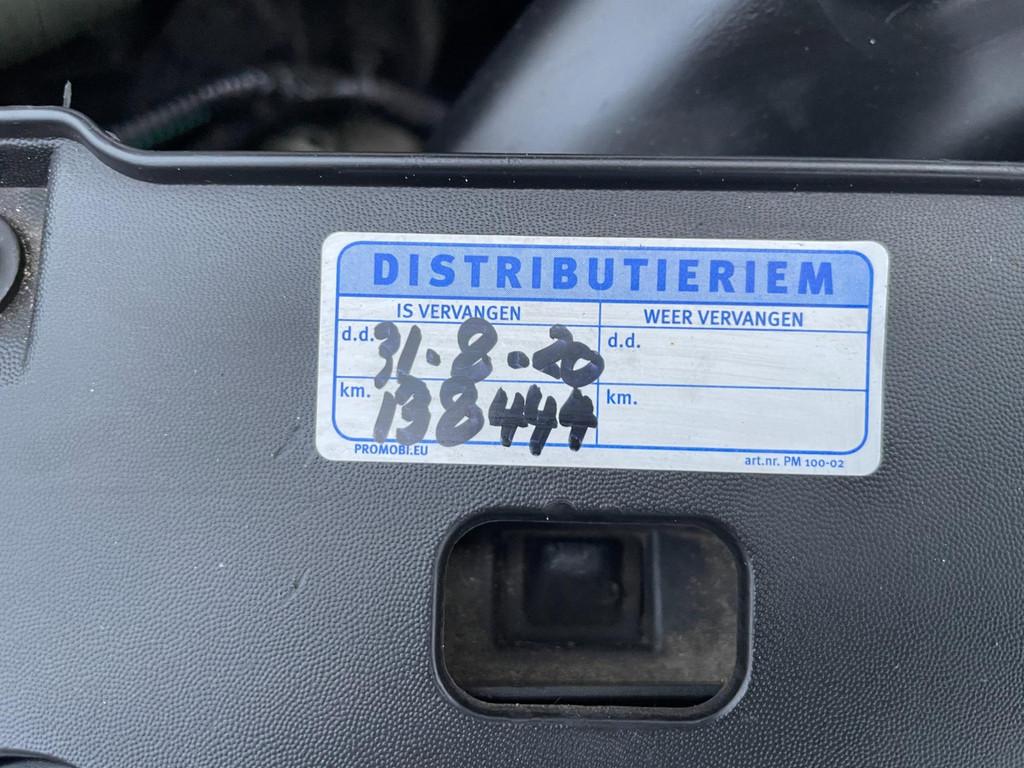 DISTRIBUTIERIEM
IS VERVANGEN
WEER VERVANGEN
d.d. 31.8.20
d.d.
km. 138444
km.
PROMOBI.EU
art.nr. PM 100-02